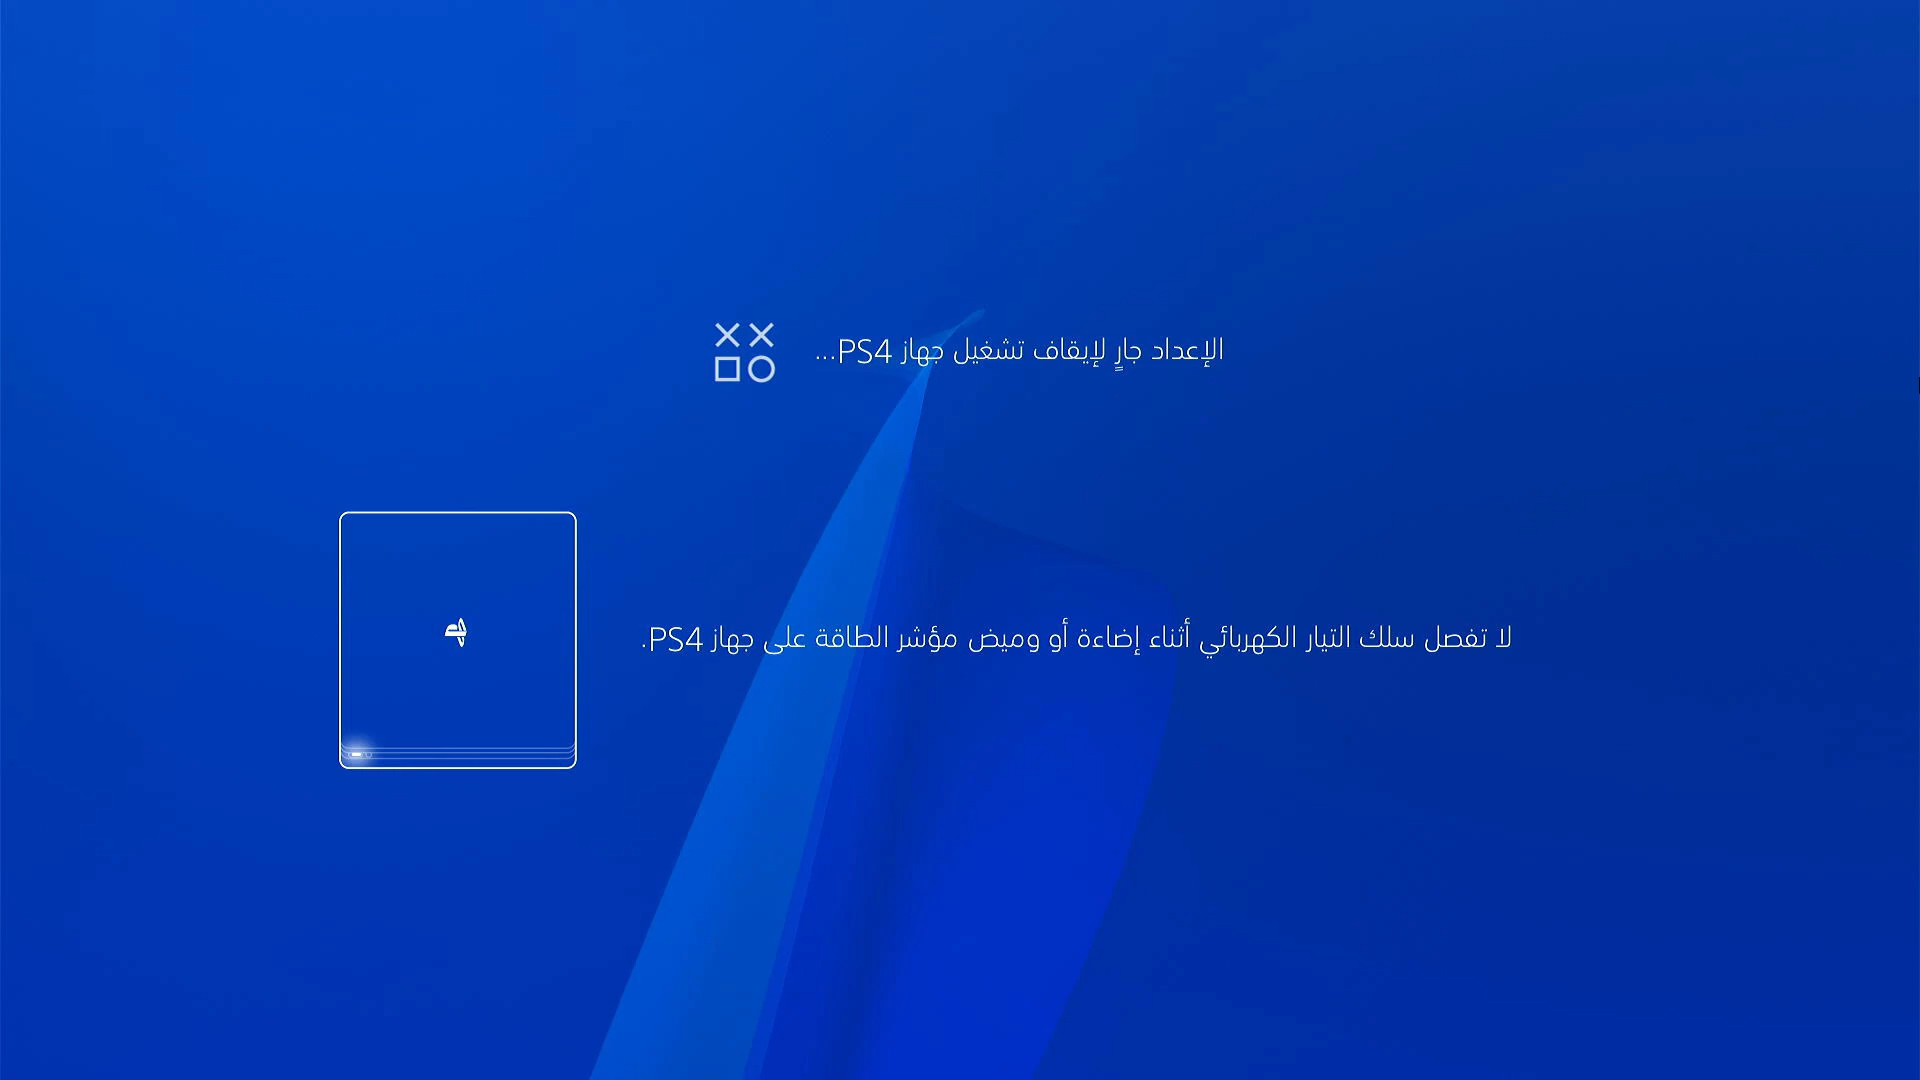 الإعداد جارٍ لإيقاف تشغيل جهاز PS4...
لا تفصل سلك التيار الكهربائي أثناء إضاءة أو وميض مؤشر الطاقة على جهاز PS4.